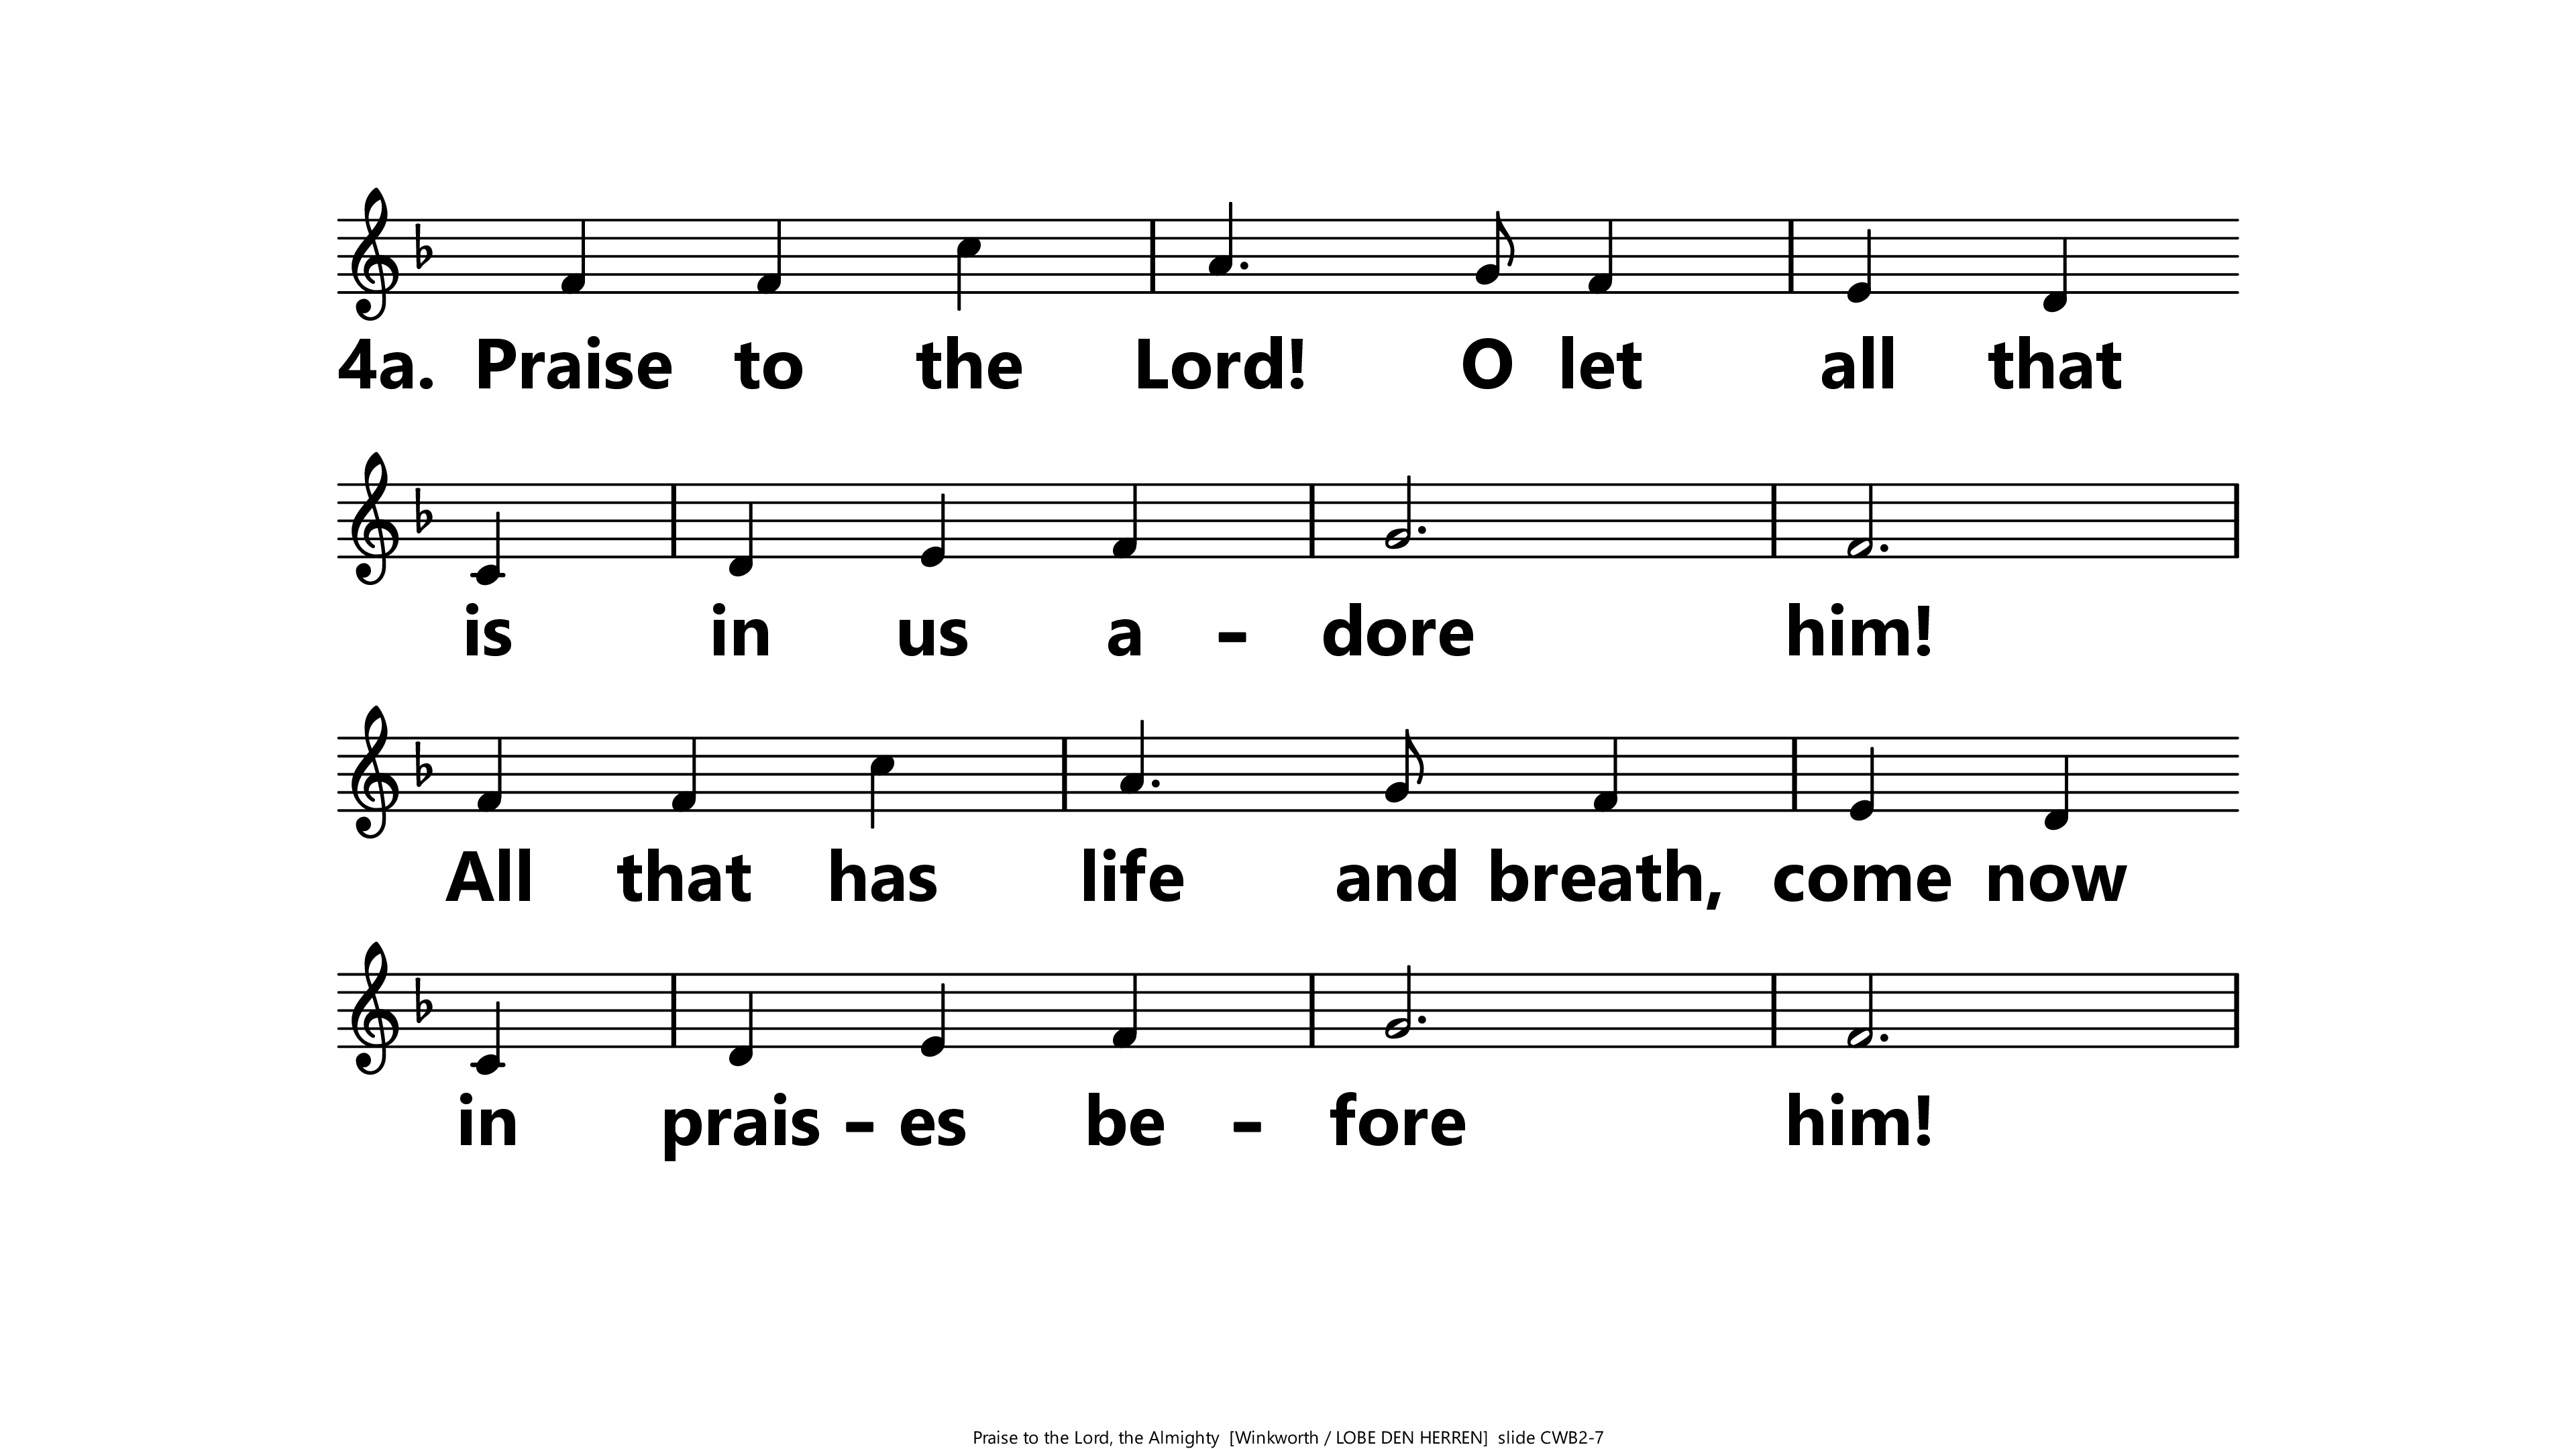 4a. Praise to the Lord! O let all that
is in us a - dore him!
All that has life and breath, come now
in prais - es be - fore him!
Praise to the Lord, the Almighty [Winkworth / LOBE DEN HERREN] slide CWB2-7